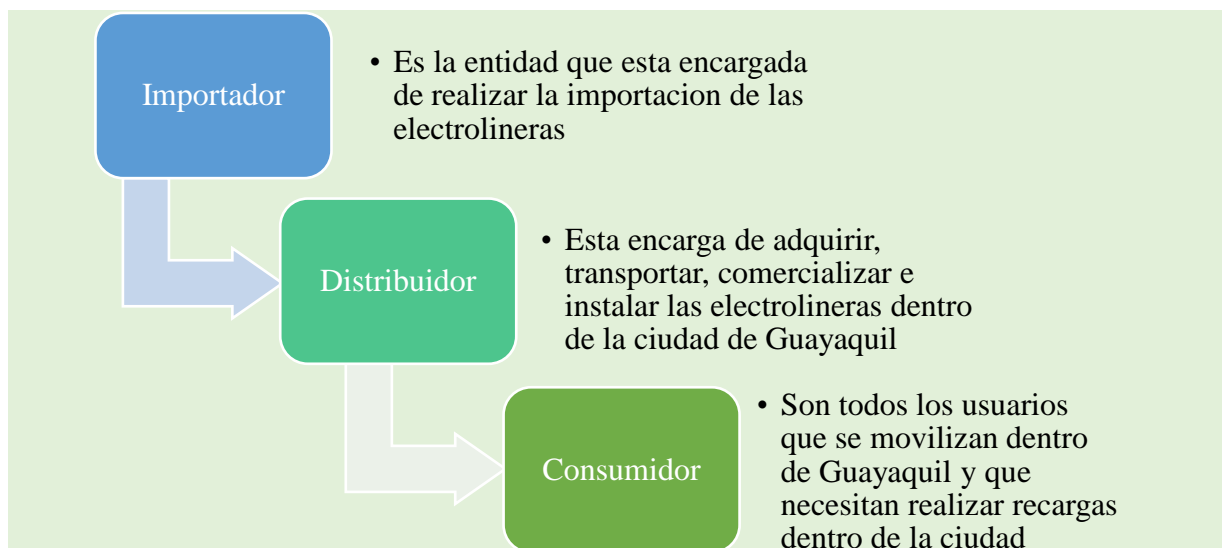 Importador
• Es la entidad que esta encargada
de realizar la importacion de las
electrolineras
Distribuidor
• Esta encarga de adquirir,
transportar, comercializar e
instalar las electrolineras dentro
de la ciudad de Guayaquil
Consumidor
• Son todos los usuarios
que se movilizan dentro
de Guayaquil y que
necesitan realizar recargas
dentro de la ciudad